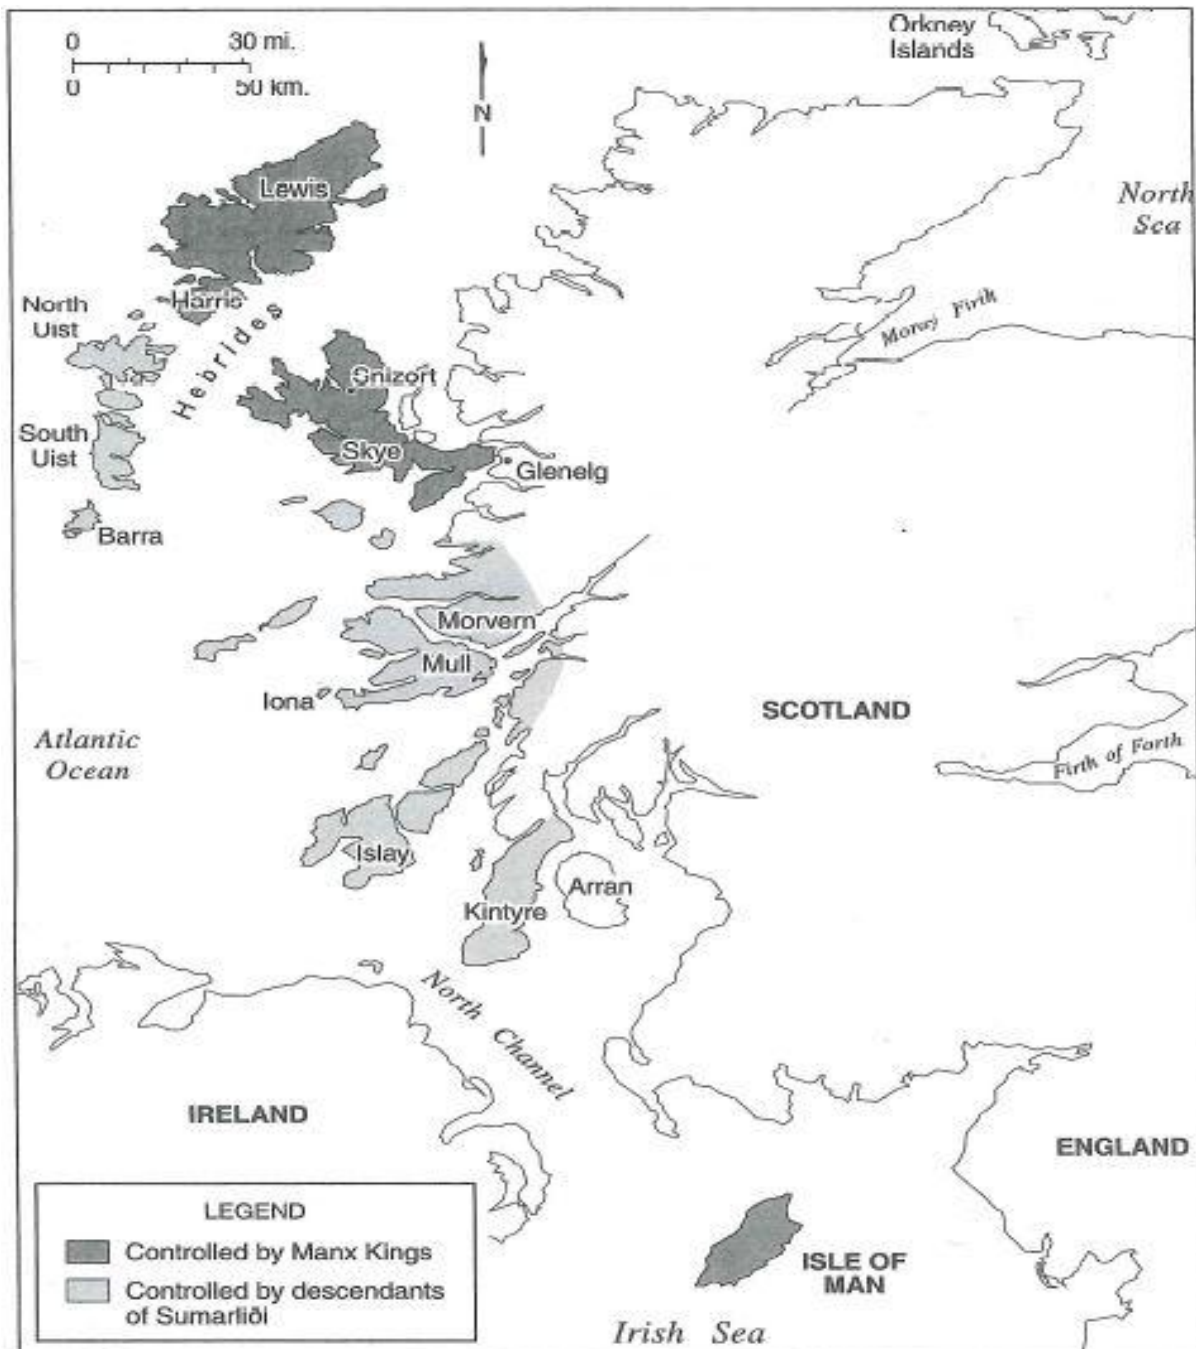 0 30 mi.
0 50 km.
N
Orkney
Islands
North
Sea
Lewis
Harris
North
Uist
Hebrides
Snizort
Moray Firth
South
Uist
Skye
Glenelg
Barra
Morvern
Mull
Iona
SCOTLAND
Atlantic
Ocean
Firth of Forth
Islay
Arran
Kintyre
North Channel
IRELAND
ENGLAND
LEGEND
Controlled by Manx Kings
Controlled by descendants
of Sumarliði
ISLE OF
MAN
Irish Sea